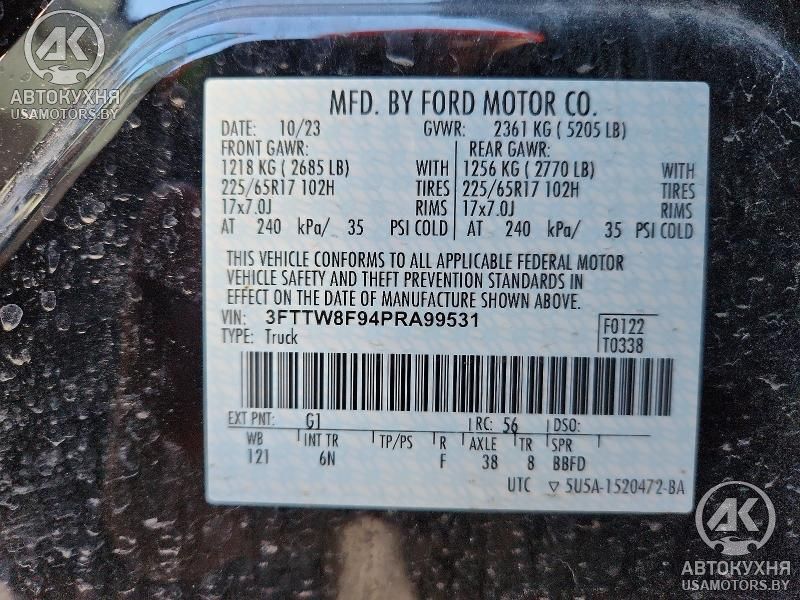 AK
АВТОКУХНЯ
USAMOTORS.BY
MFD. BY FORD MOTOR CO.
DATE: 10/23 GVWR: 2361 KG ( 5205 LB)
FRONT GAWR: REAR GAWR:
1218 KG ( 2685 LB) WITH 1256 KG ( 2770 LB) WITH
225/65R17 102H TIRES 225/65R17 102H TIRES
17x7.0J RIMS 17x7.0J RIMS
AT 240 kPa/ 35 PSI COLD AT 240 kPa/ 35 PSI COLD
THIS VEHICLE CONFORMS TO ALL APPLICABLE FEDERAL MOTOR
VEHICLE SAFETY AND THEFT PREVENTION STANDARDS IN
EFFECT ON THE DATE OF MANUFACTURE SHOWN ABOVE.
VIN: 3FTTW8F94PRA99531 F0122
TYPE: Truck T0338
EXT PNT: G1 RC: 56 DSO:
WB INT TR TP/PS R AXLE TR SPR
121 6N F 38 8 BBFD
UTC ▽ 5U5A-1520472-BA
AK
АВТОКУХНЯ
USAMOTORS.BY